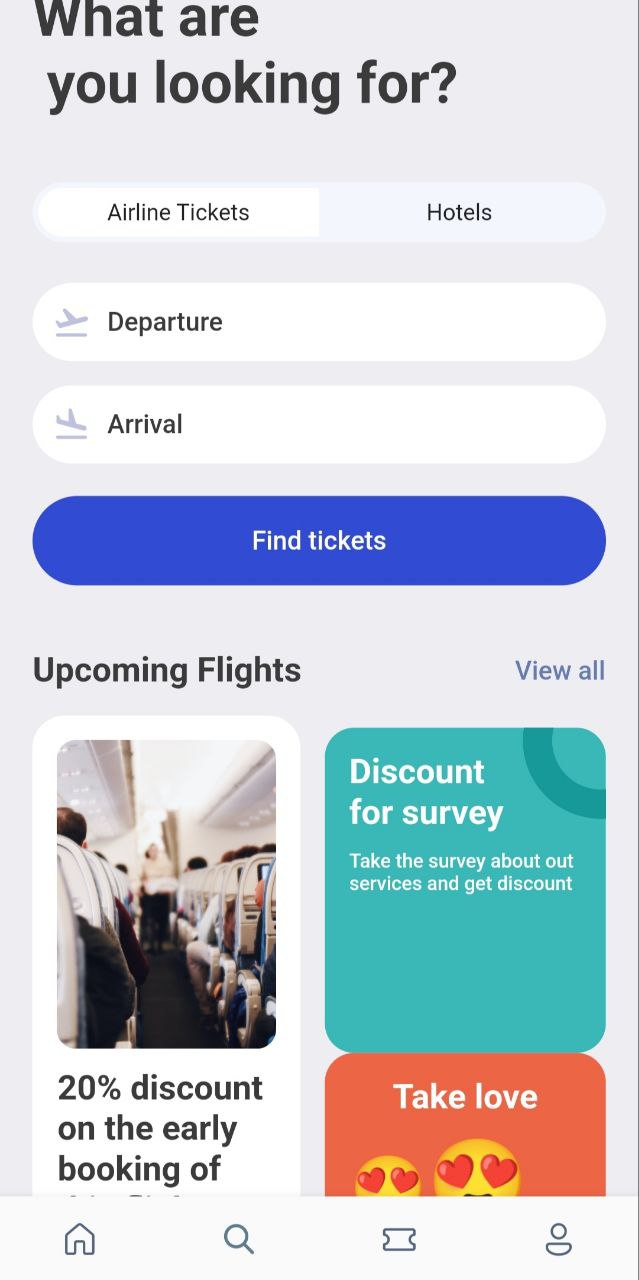 What are
you looking for?
Airline Tickets
Hotels
Departure
Arrival
Find tickets
Upcoming Flights
View all
20% discount
on the early
booking of
Discount
for survey
Take the survey about out
services and get discount
Take love